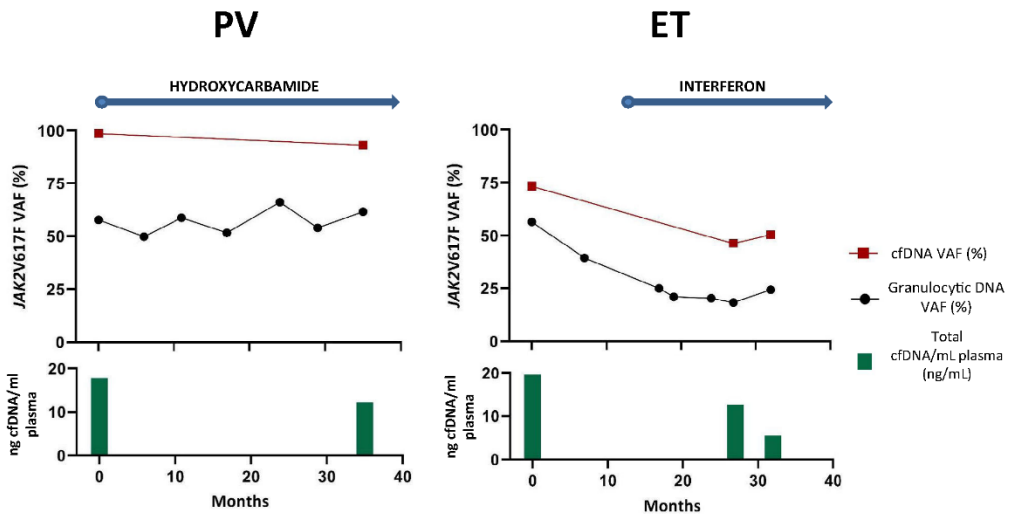 PV
HYDROXYCARBAMIDE
JAK2V617F VAF (%)
100
75
50
25
0
ng cfDNA/ml
plasma
20
10
0
0
10
20
30
40
Months
ET
INTERFERON
JAK2V617F VAF (%)
100
75
50
25
0
ng cfDNA/ml
plasma
20
10
0
0
10
20
30
40
Months
cfDNA VAF (%)
Granulocytic DNA
VAF (%)
Total
cfDNA/mL plasma
(ng/mL)